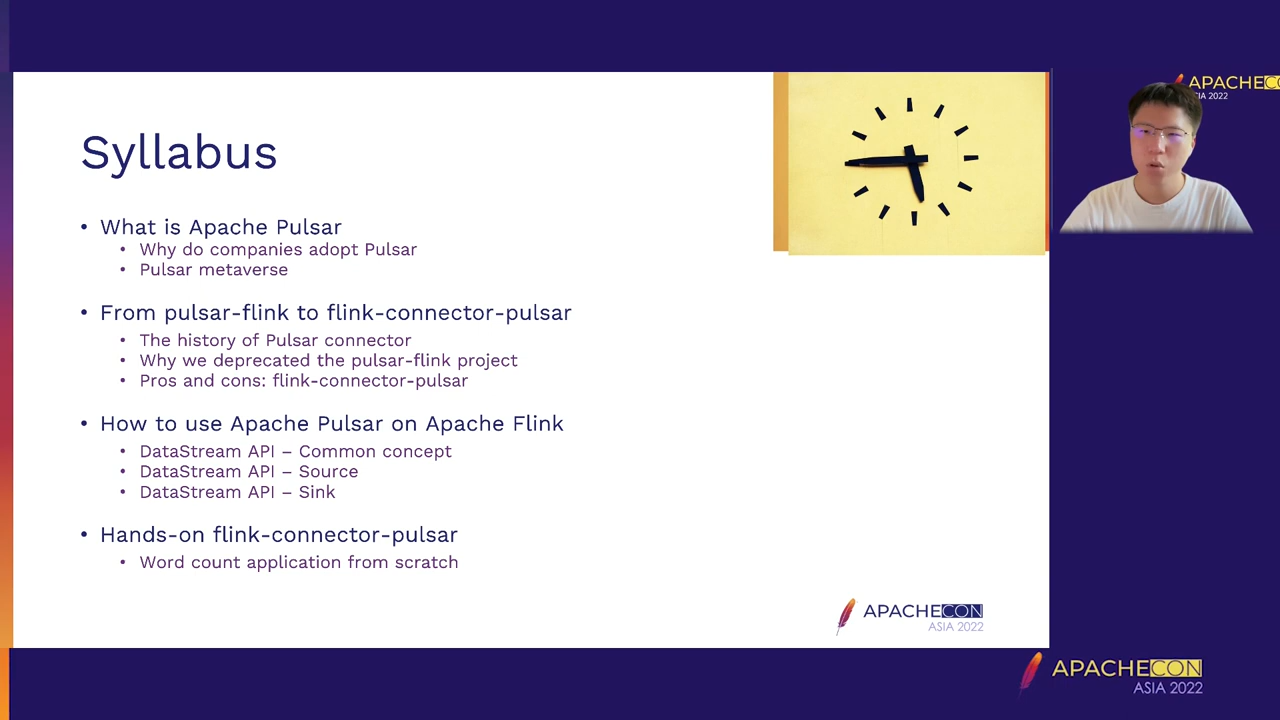 Syllabus
• What is Apache Pulsar
• Why do companies adopt Pulsar
• Pulsar metaverse
• From pulsar-flink to flink-connector-pulsar
• The history of Pulsar connector
• Why we deprecated the pulsar-flink project
• Pros and cons: flink-connector-pulsar
• How to use Apache Pulsar on Apache Flink
• DataStream API – Common concept
• DataStream API – Source
• DataStream API – Sink
• Hands-on flink-connector-pulsar
• Word count application from scratch
APACHECON
ASIA 2022
APACHECO
SIA 2022
APACHECON
ASIA 2022